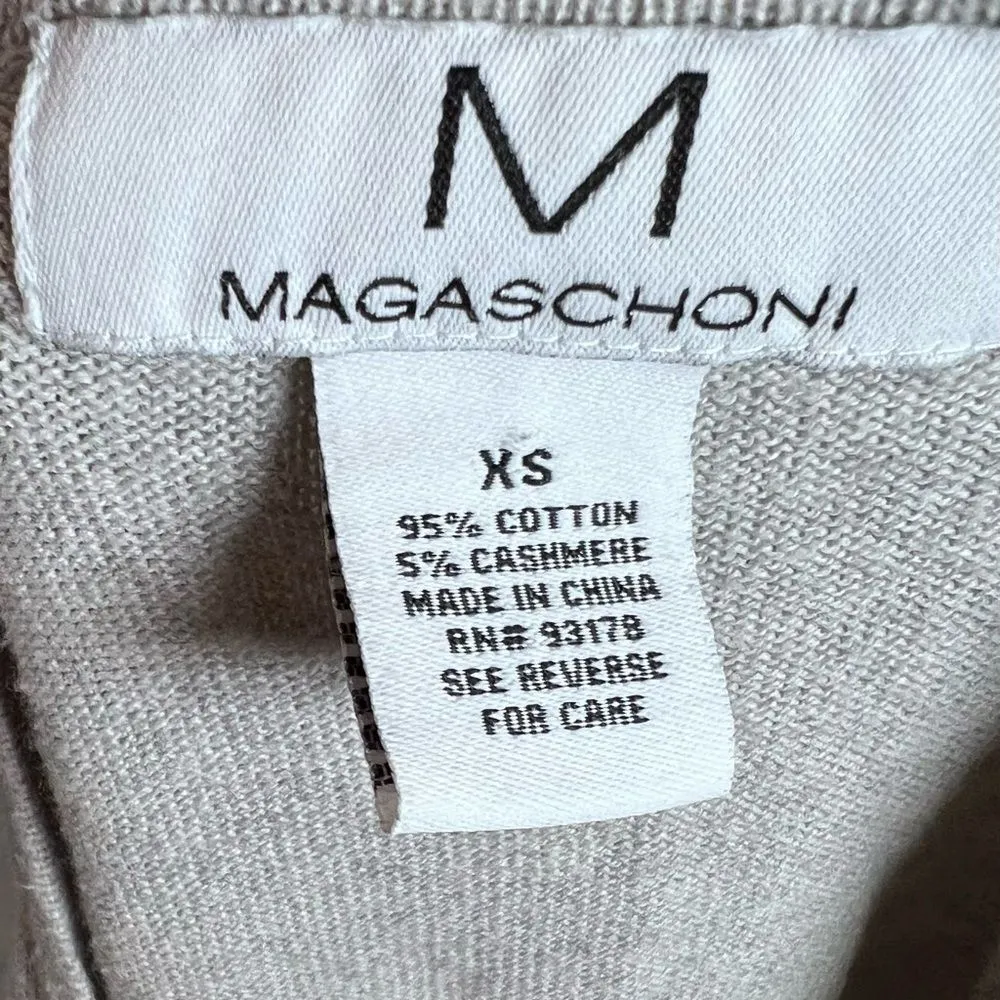 M
MAGASCHONI
XS
95% COTTON
5% CASHMERE
MADE IN CHINA
RN# 93178
SEE REVERSE
FOR CARE